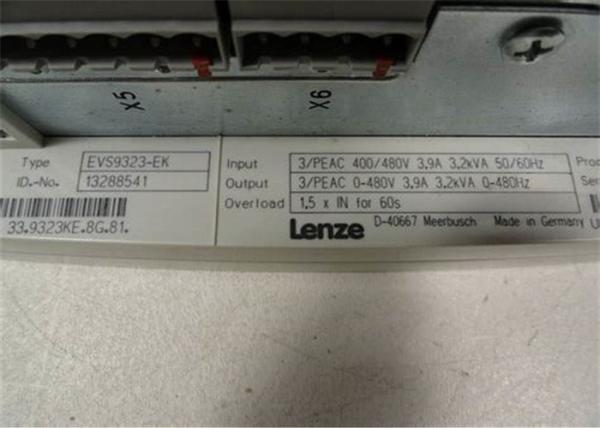 X5
X6
Type EVS9323-EK
ID.-No. 13288541
33.9323KE.8G.81.
Input 3/PEAC 400/480V 3.9A 3.2kVA 50/60Hz
Output 3/PEAC 0-480V 3.9A 3.2kVA 0-480Hz
Overload 1.5 x IN for 60s
Lenze D-40667 Meerbusch Made in Germany